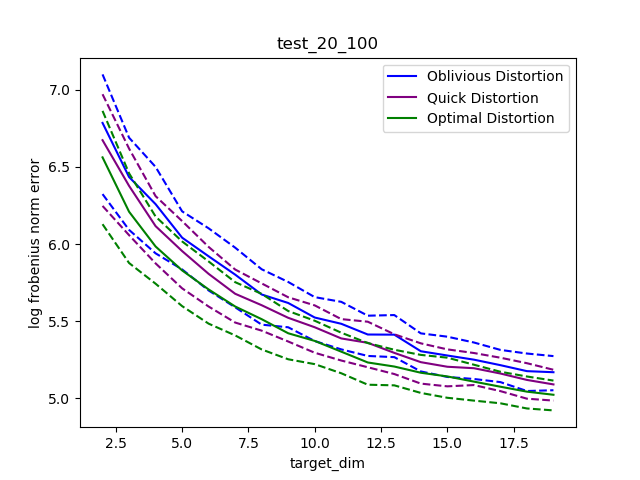 test_20_100
Oblivious Distortion
Quick Distortion
Optimal Distortion
log frobenius norm error
7.0
6.5
6.0
5.5
5.0
2.5 5.0 7.5 10.0 12.5 15.0 17.5
target_dim